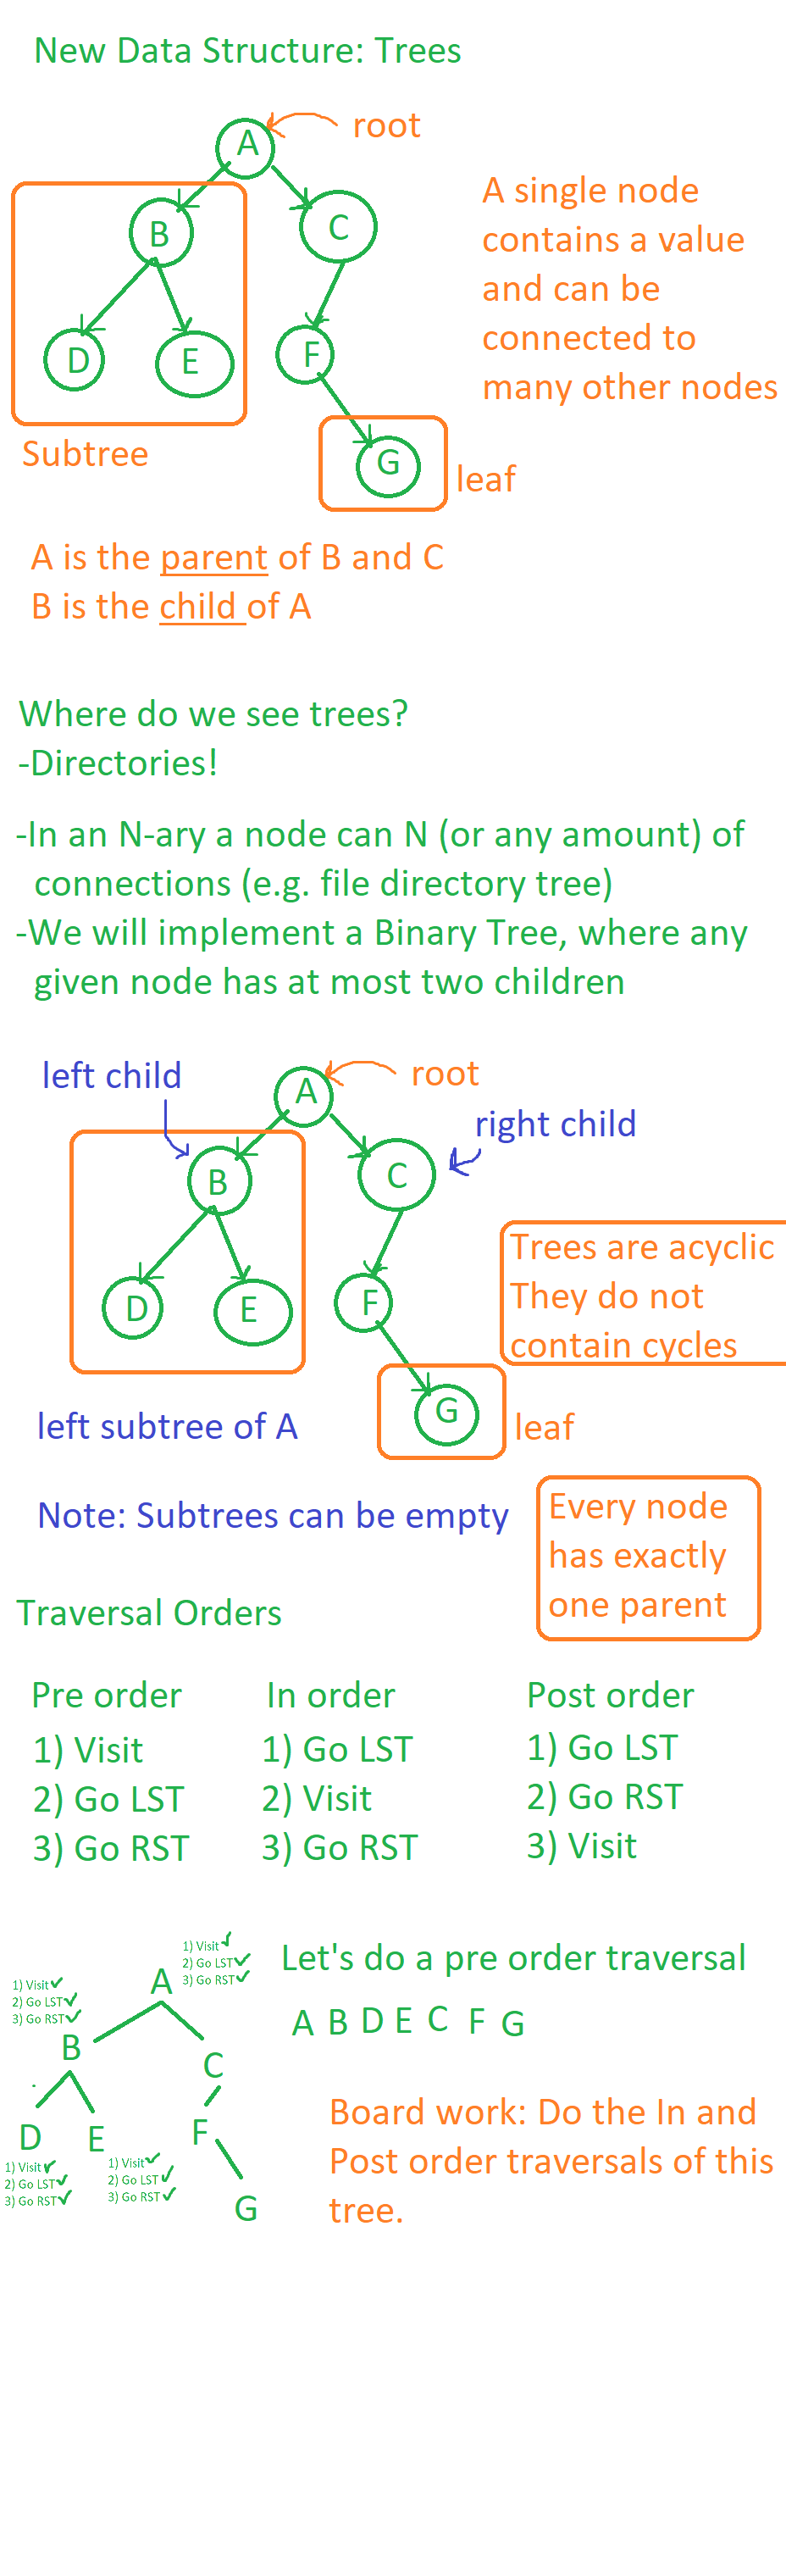 New Data Structure: Trees
A
root
B
C
D
E
F
G
Subtree
leaf
A single node
contains a value
and can be
connected to
many other nodes
A is the parent of B and C
B is the child of A
Where do we see trees?
-Directories!
-In an N-ary a node can N (or any amount) of
connections (e.g. file directory tree)
-We will implement a Binary Tree, where any
given node has at most two children
left child
A
root
right child
B
C
D
E
F
G
Trees are acyclic
They do not
contain cycles
left subtree of A
leaf
Note: Subtrees can be empty
Every node
has exactly
one parent
Traversal Orders
Pre order
1) Visit
2) Go LST
3) Go RST
In order
1) Go LST
2) Visit
3) Go RST
Post order
1) Go LST
2) Go RST
3) Visit
1) Visit
2) Go LST
3) Go RST
A
1) Visit
2) Go LST
3) Go RST
B
C
D
E
F
1) Visit
2) Go LST
3) Go RST
1) Visit
2) Go LST
3) Go RST
G
Let's do a pre order traversal
A B D E C F G
Board work: Do the In and
Post order traversals of this
tree.